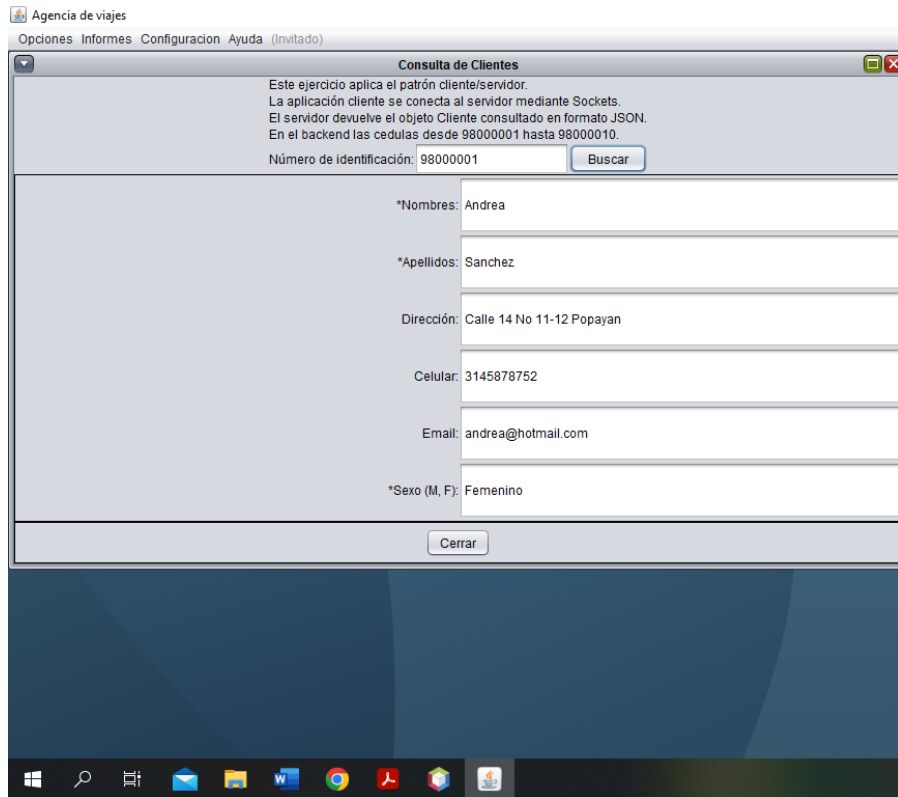 Agencia de viajes
Opciones Informes Configuracion Ayuda (Invitado)
Consulta de Clientes
Este ejercicio aplica el patrón cliente/servidor.
La aplicación cliente se conecta al servidor mediante Sockets.
El servidor devuelve el objeto Cliente consultado en formato JSON.
En el backend las cedulas desde 98000001 hasta 98000010.
Número de identificación: 98000001 Buscar
*Nombres: Andrea
*Apellidos: Sanchez
Dirección: Calle 14 No 11-12 Popayan
Celular: 3145878752
Email: andrea@hotmail.com
*Sexo (M, F): Femenino
Cerrar